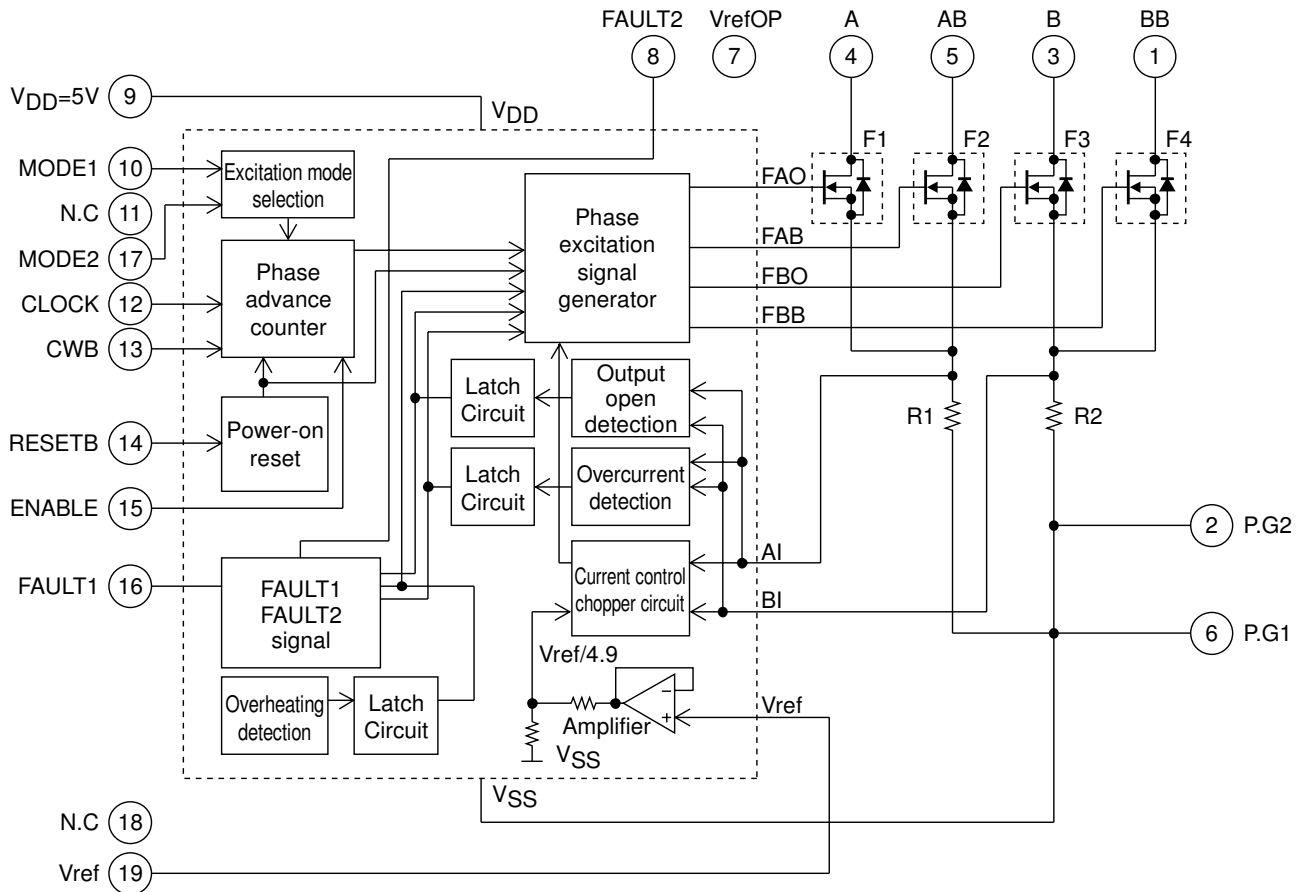 FAULT2 VrefOP A AB B BB
8 7 4 5 3 1
VDD=5V 9
VDD
MODE1 10
Excitation mode
selection
N.C 11
MODE2 17
CLOCK 12
CWB 13
Phase
advance
counter
Phase
excitation
signal
generator
F1 F2 F3 F4
FAO
FAB
FBO
FBB
RESETB 14
Power-on
reset
ENABLE 15
Latch
Circuit
Output
open
detection
R1 R2
Latch
Circuit
Overcurrent
detection
2 P.G2
FAULT1 16
FAULT1
FAULT2
signal
Current control
chopper circuit
AI
BI
6 P.G1
Vref/4.9
Overheating
detection
Latch
Circuit
Amplifier
−
+
Vref
VSS
VSS
N.C 18
Vref 19